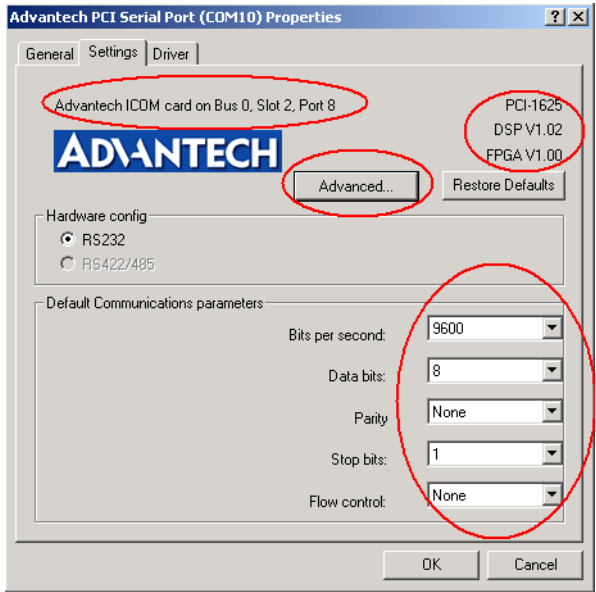 Advantech PCI Serial Port (COM10) Properties
General Settings Driver
Advantech ICOM card on Bus 0, Slot 2, Port 8
PCI-1625
DSP V1.02
FPGA V1.00
ADVANTECH
Advanced...
Restore Defaults
Hardware config
RS232
RS422/485
Default Communications parameters
Bits per second: 9600
Data bits: 8
Parity None
Stop bits: 1
Flow control: None
OK Cancel